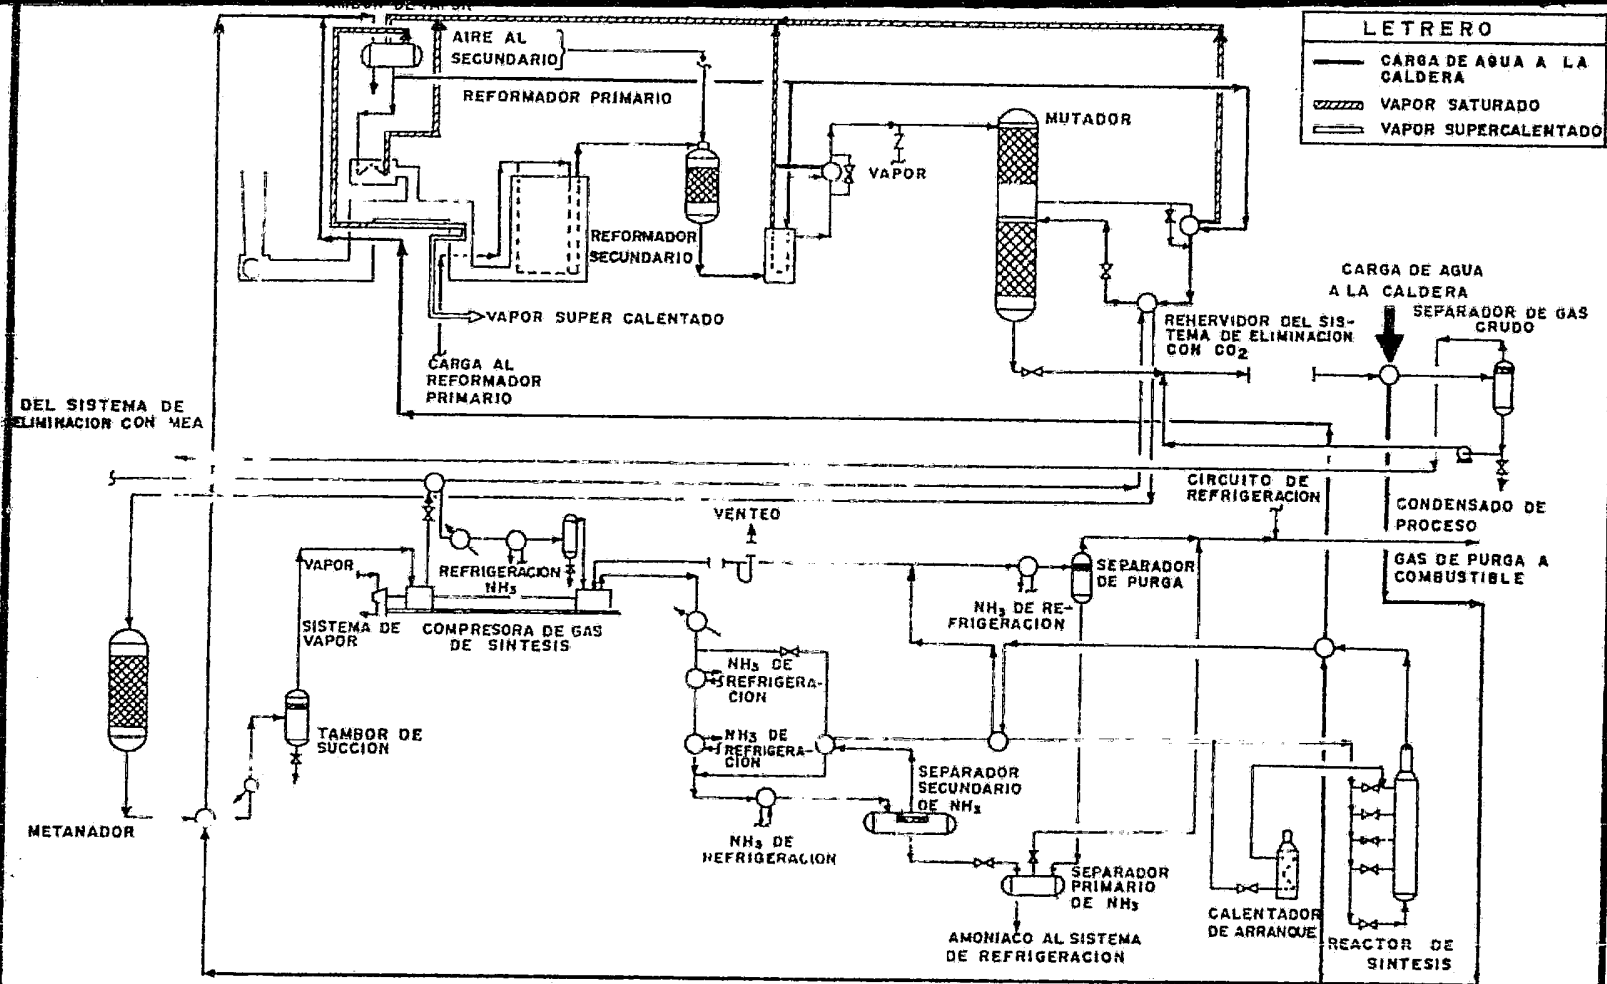 TAMBOR DE VAPOR
AIRE AL
SECUNDARIO
REFORMADOR PRIMARIO
LETRERO
CARGA DE AGUA A LA
CALDERA
VAPOR SATURADO
VAPOR SUPERCALENTADO
MUTADOR
VAPOR
REFORMADOR
SECUNDARIO
VAPOR SUPER CALENTADO
CARGA AL
REFORMADOR
PRIMARIO
REHERVIDOR DEL SIS-
TEMA DE ELIMINACION
CON CO2
CARGA DE AGUA
A LA CALDERA
SEPARADOR DE GAS
CRUDO
DEL SISTEMA DE
ELIMINACION CON MEA
CIRCUITO DE
REFRIGERACION
CONDENSADO DE
PROCESO
GAS DE PURGA A
COMBUSTIBLE
VENTEO
VAPOR
REFRIGERACION
NH3
SISTEMA DE
VAPOR
COMPRESORA DE GAS
DE SINTESIS
NH3 DE RE-
FRIGERACION
SEPARADOR
DE PURGA
NH3 DE
REFRIGERA-
CION
NH3 DE
REFRIGERA-
CION
TAMBOR DE
SUCCION
SEPARADOR
SECUNDARIO
DE NH3
METANADOR
NH3 DE
REFRIGERACION
SEPARADOR
PRIMARIO
DE NH3
AMONIACO AL SISTEMA
DE REFRIGERACION
CALENTADOR
DE ARRANQUE
REACTOR DE
SINTESIS